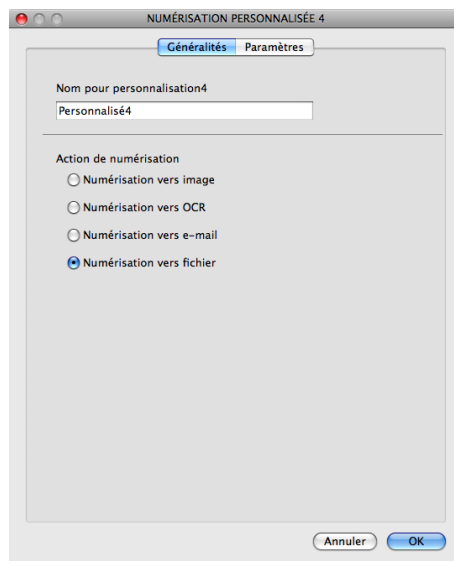 NUMÉRISATION PERSONNALISÉE 4
Généralités Paramètres
Nom pour personnalisation4
Personnalisé4
Action de numérisation
Numérisation vers image
Numérisation vers OCR
Numérisation vers e-mail
Numérisation vers fichier
Annuler OK